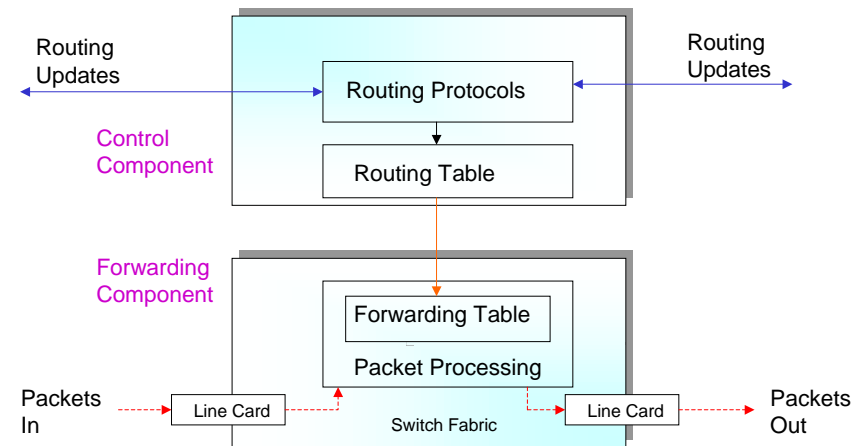 Routing
Updates
Routing
Updates
Routing Protocols
Control
Component
Routing Table
Forwarding
Component
Forwarding Table
Packet Processing
Packets
In
Line Card
Switch Fabric
Line Card
Packets
Out